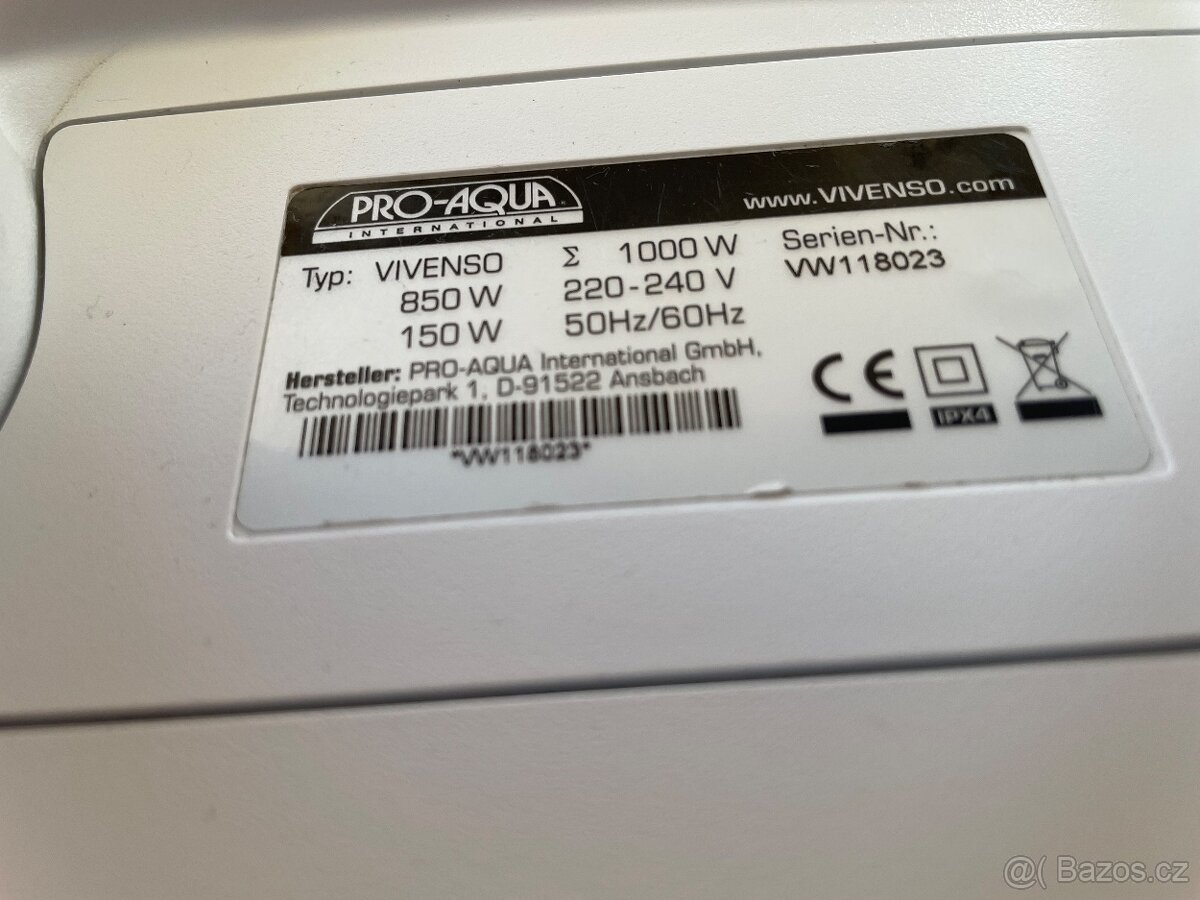 PRO-AQUA
INTERNATIONAL
www.VIVENSO.com
Typ: VIVENSO Σ 1000 W Serien-Nr.:
850 W 220-240 V VW118023
150 W 50Hz/60Hz
Hersteller: PRO-AQUA International GmbH,
Technologiepark 1, D-91522 Ansbach
*VW118023*
CE
IPX4
@( Bazos.cz